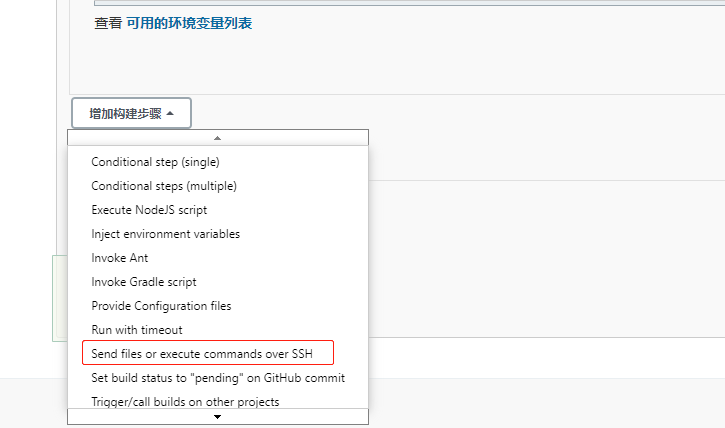 查看 可用的环境变量列表
增加构建步骤
Conditional step (single)
Conditional steps (multiple)
Execute NodeJS script
Inject environment variables
Invoke Ant
Invoke Gradle script
Provide Configuration files
Run with timeout
Send files or execute commands over SSH
Set build status to "pending" on GitHub commit
Trigger/call builds on other projects